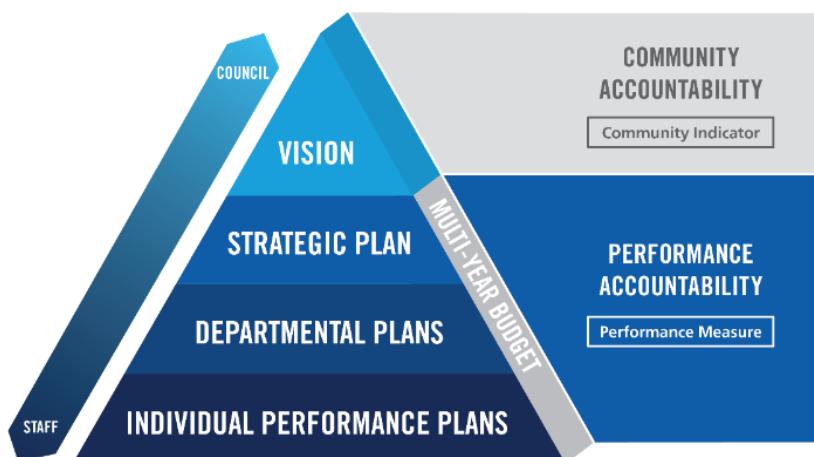 COUNCIL
STAFF
VISION
STRATEGIC PLAN
DEPARTMENTAL PLANS
INDIVIDUAL PERFORMANCE PLANS
MULTI-YEAR BUDGET
COMMUNITY
ACCOUNTABILITY
Community Indicator
PERFORMANCE
ACCOUNTABILITY
Performance Measure